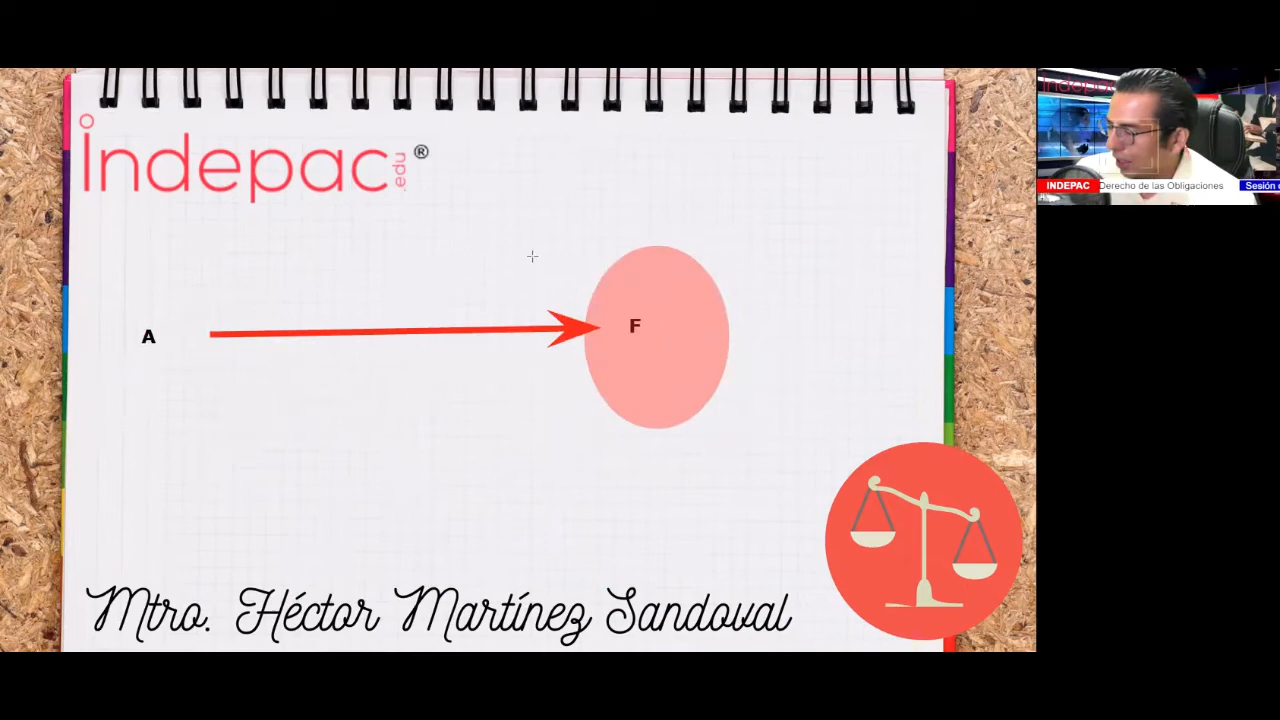 indepac.edu®
A
F
Mtro. Héctor Martínez Sandoval
INDEPAC Derecho de las Obligaciones Sesión